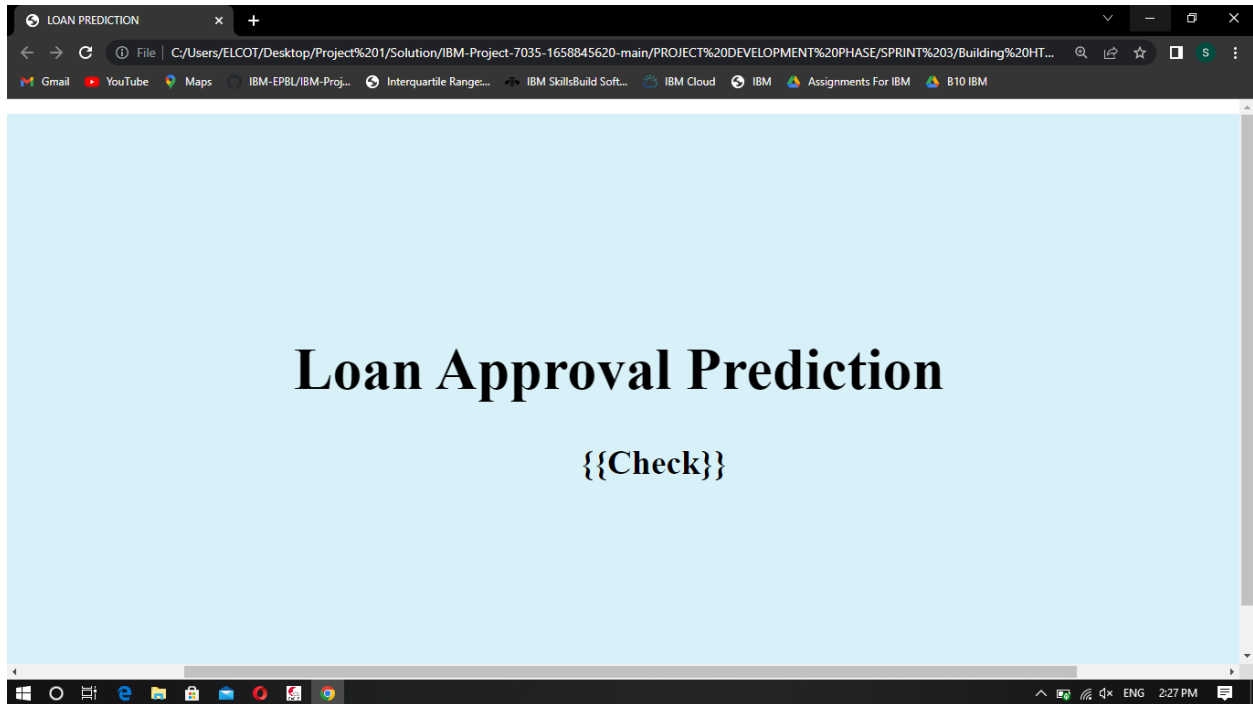 LOAN PREDICTION
File | C:/Users/ELCOT/Desktop/Project%201/Solution/IBM-Project-7035-1658845620-main/PROJECT%20DEVELOPMENT%20PHASE/SPRINT%203/Building%20HT... S
Gmail YouTube Maps IBM-EPBL/IBM-Proj... Interquartile Range:... IBM SkillsBuild Soft... IBM Cloud IBM Assignments For IBM B10 IBM
Loan Approval Prediction
{{Check}}
ENG 2:27 PM